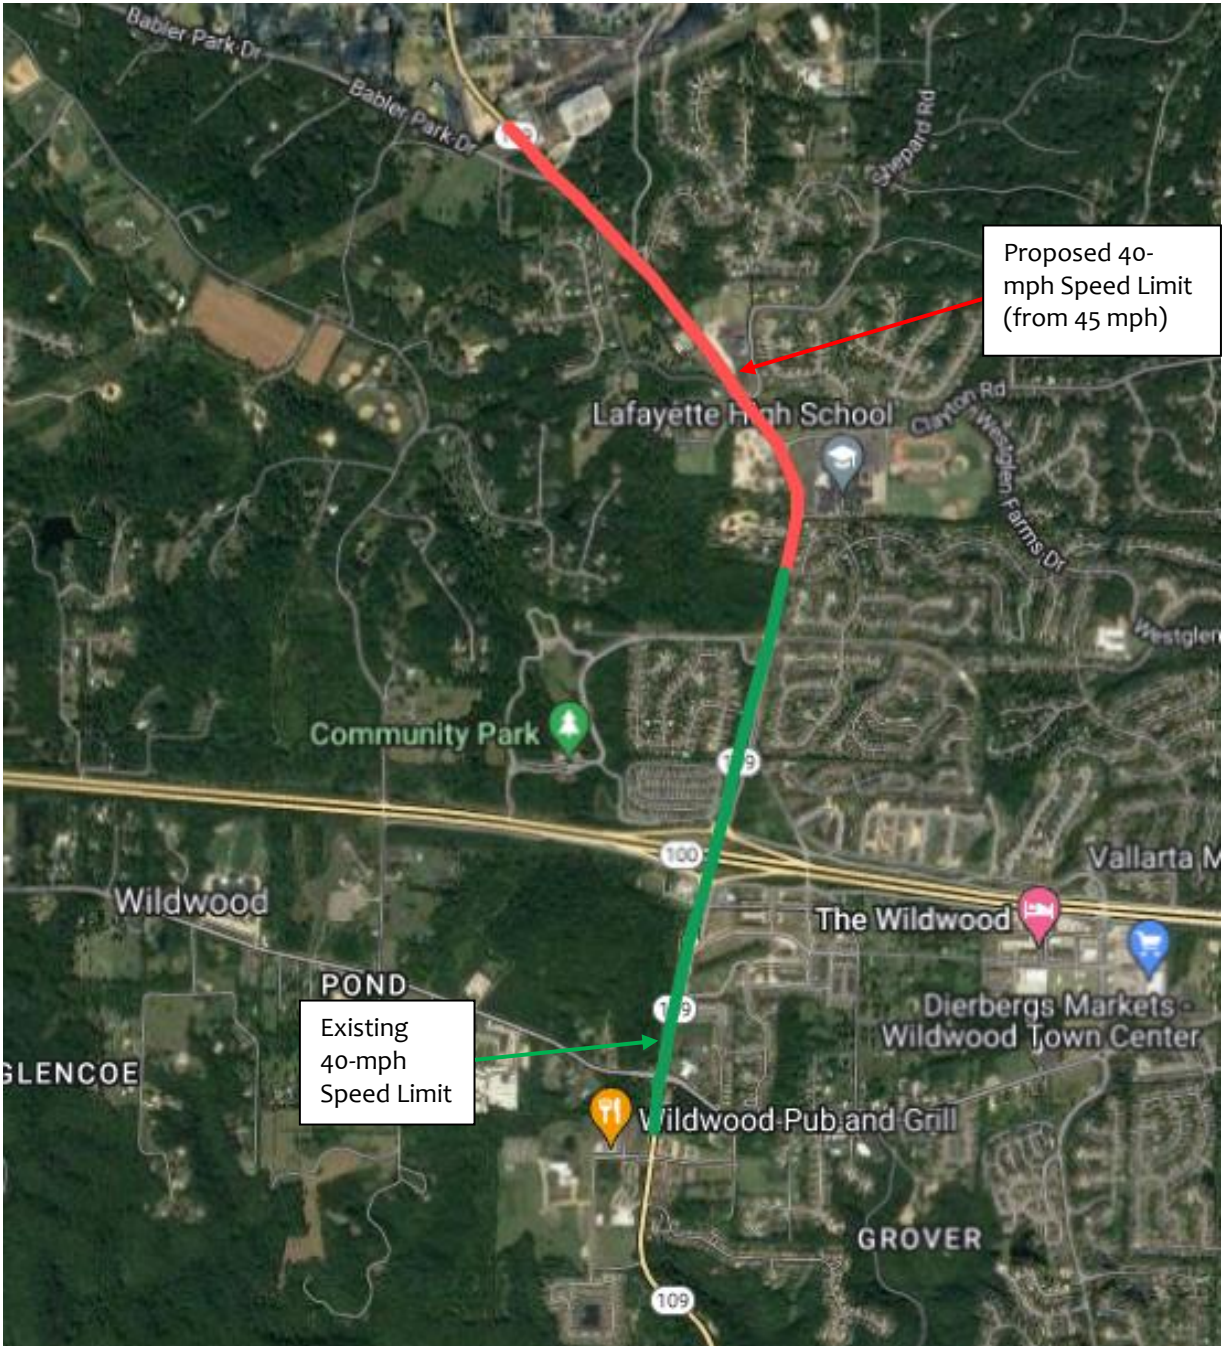 Babler Park Dr
Babler Park Dr
Shepard Rd
Proposed 40-
mph Speed Limit
(from 45 mph)
Lafayette High School
Clayton Rd
Westglen Farms Dr
Westglen
Community Park
100
Vallarta M
Wildwood
The Wildwood
POND
Dierbergs Markets -
Wildwood Town Center
Existing
40-mph
Speed Limit
GLENCOE
Wildwood Pub and Grill
GROVER
109